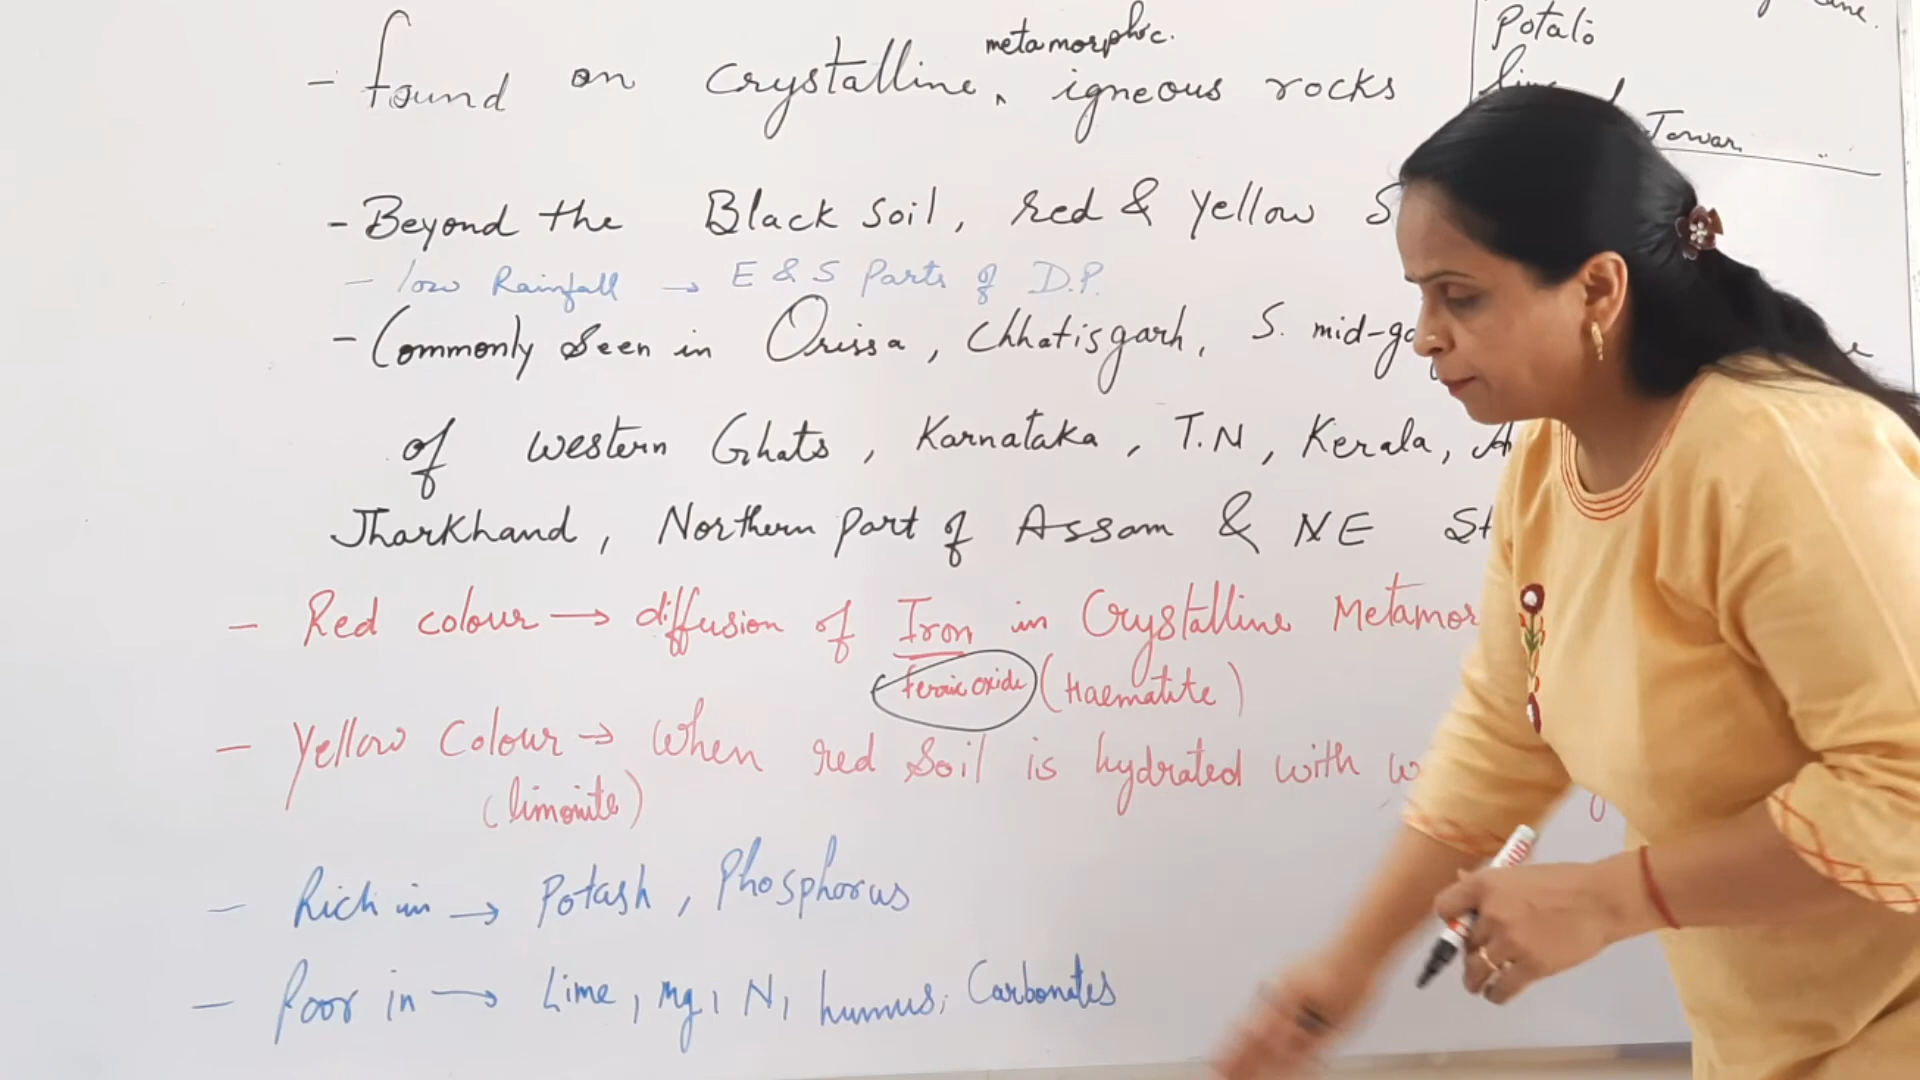 - found on crystalline, metamorphic. igneous rocks
- Beyond the Black soil, red & yellow S
- low Rainfall → E & S Parts of D.P.
- Commonly seen in Orissa, Chhatisgarh, S. mid-ga
of western Ghats, Karnataka, T.N, Kerala, A
Jharkhand, Northern part of Assam & NE St
- Red colour → diffusion of Iron in Crystalline Metamor
ferric oxide (Haematite)
- Yellow Colour → When red soil is hydrated with w
(limonite)
- Rich in → Potash, Phosphorus
- Poor in → Lime, mg, N, humus, Carbonates
Potato
Jowar